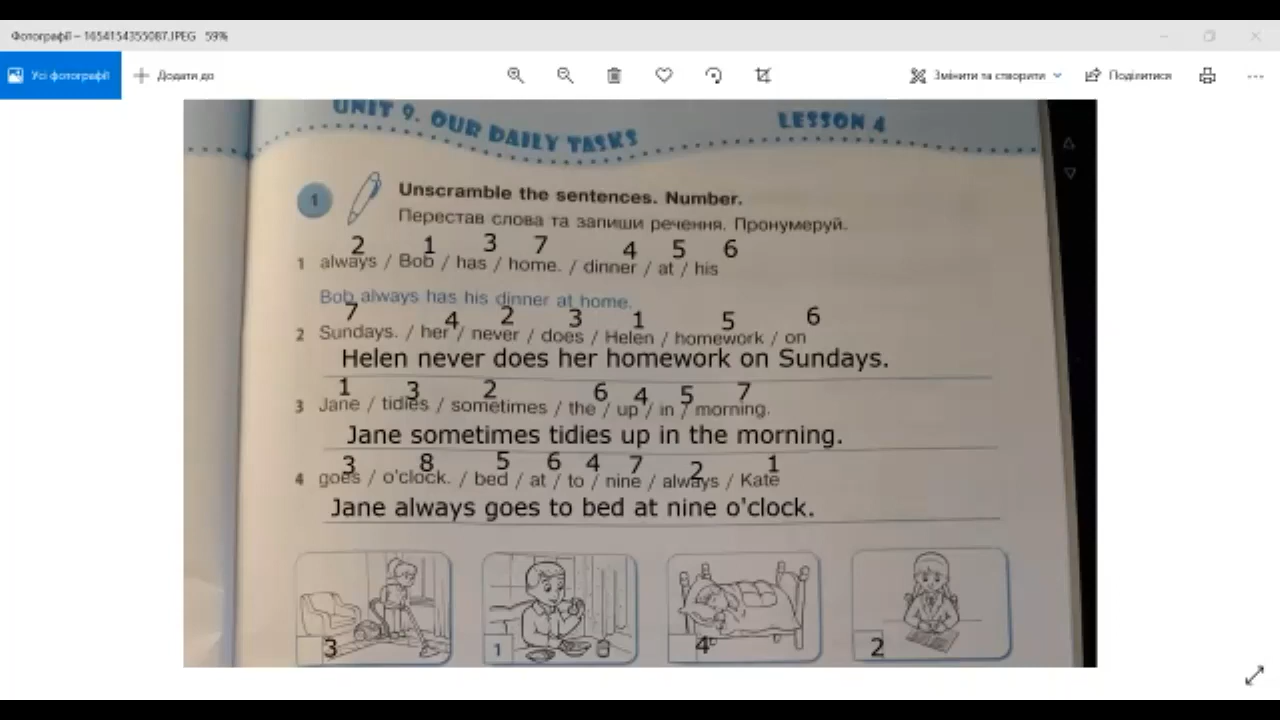 Фотографії – 1654154355087.JPEG 59%
Усі фотографії Додати до Змінити та створити Поділитися
UNIT 9. OUR DAILY TASKS LESSON 4
1 Unscramble the sentences. Number.
Перестав слова та запиши речення. Пронумеруй.
2 1 3 7 4 5 6
1 always / Bob / has / home. / dinner / at / his
Bob always has his dinner at home.
7 4 2 3 1 5 6
2 Sundays. / her / never / does / Helen / homework / on
Helen never does her homework on Sundays.
1 3 2 6 4 5 7
3 Jane / tidies / sometimes / the / up / in / morning.
Jane sometimes tidies up in the morning.
3 8 5 6 4 7 2 1
4 goes / o'clock. / bed / at / to / nine / always / Kate
Jane always goes to bed at nine o'clock.
3 1 4 2